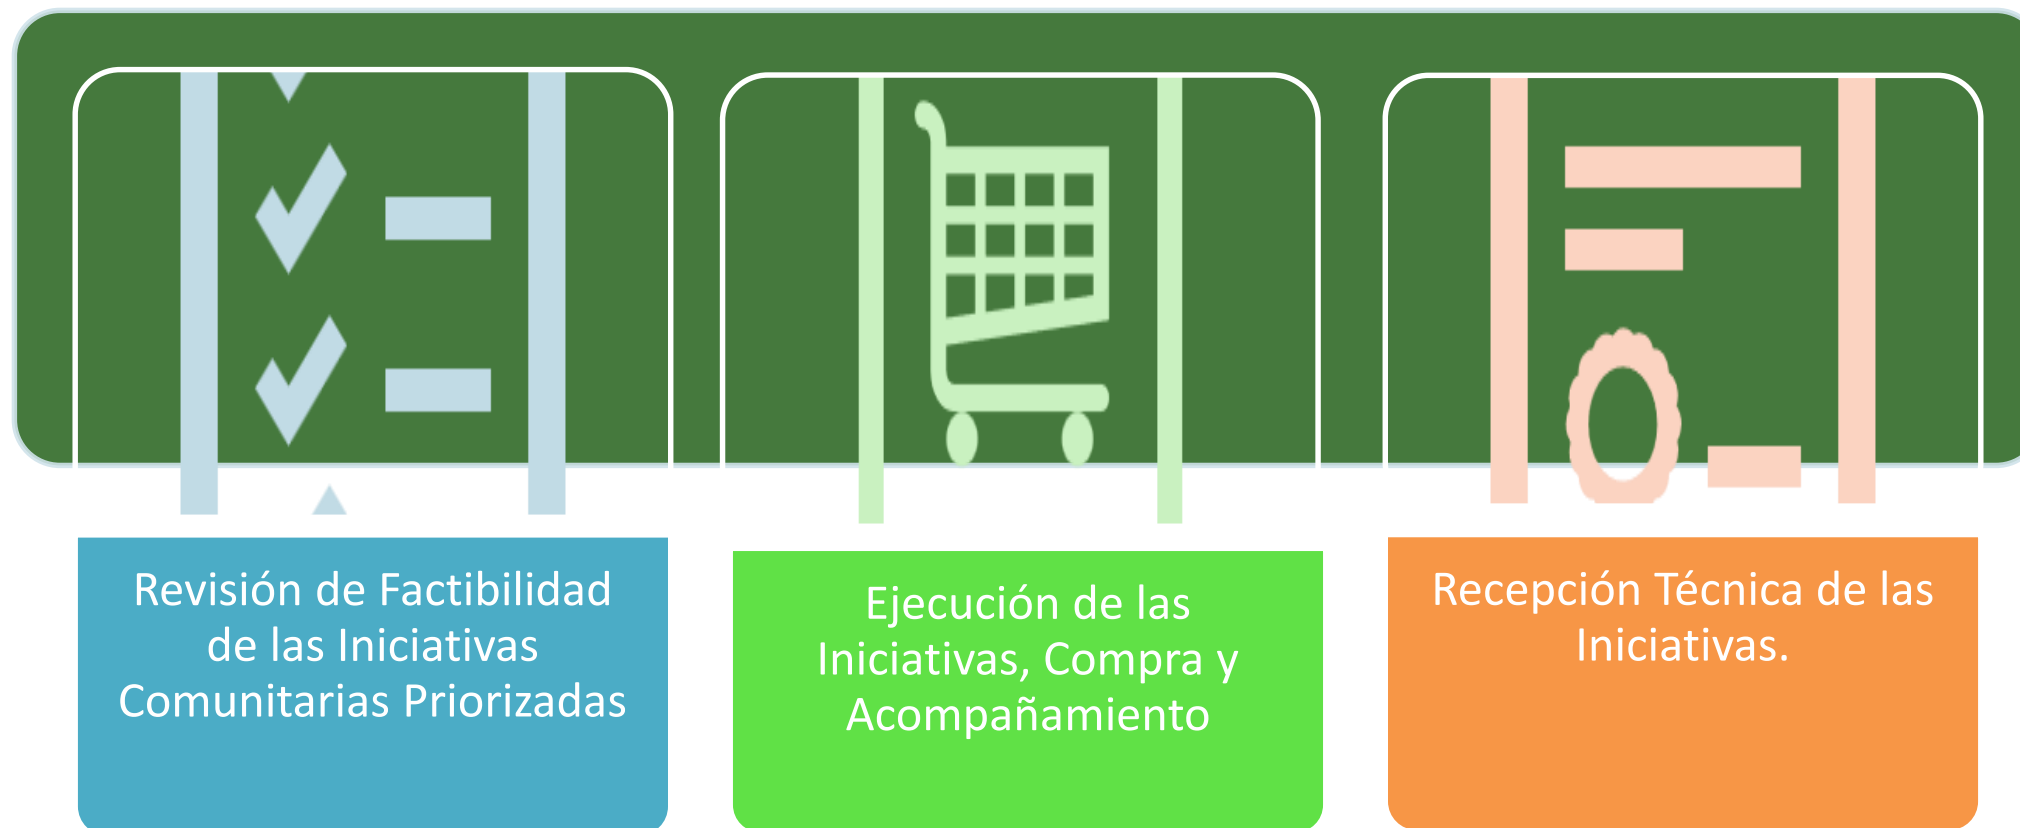 Revisión de Factibilidad
de las Iniciativas
Comunitarias Priorizadas
Ejecución de las
Iniciativas, Compra y
Acompañamiento
Recepción Técnica de las
Iniciativas.